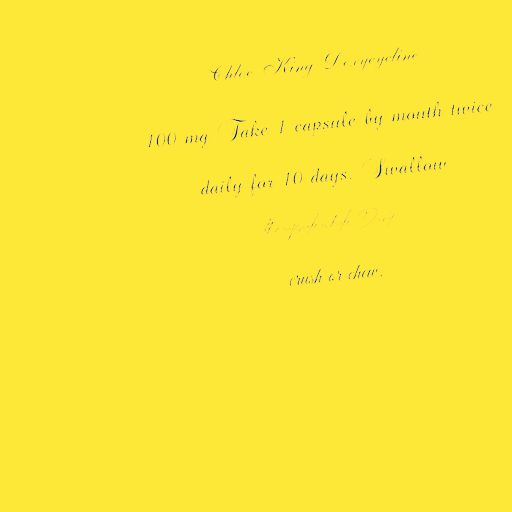 Chloe King Doxycycline
100 mg Take 1 capsule by mouth twice
daily for 10 days. Swallow
crush or chew.